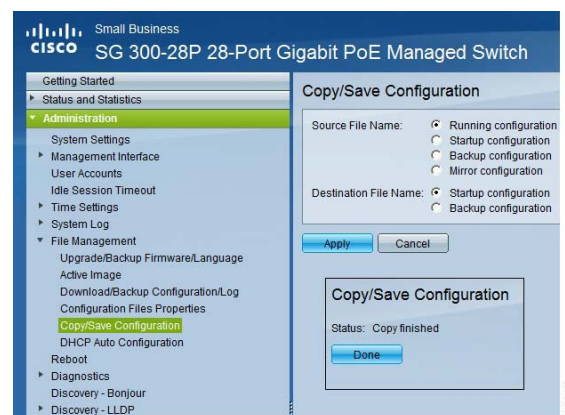 Small Business
CISCO SG 300-28P 28-Port Gigabit PoE Managed Switch
Getting Started
Status and Statistics
Administration
System Settings
Management Interface
User Accounts
Idle Session Timeout
Time Settings
System Log
File Management
Upgrade/Backup Firmware/Language
Active Image
Download/Backup Configuration/Log
Configuration Files Properties
Copy/Save Configuration
DHCP Auto Configuration
Reboot
Diagnostics
Discovery - Bonjour
Discovery - LLDP
Copy/Save Configuration
Source File Name: Running configuration
Startup configuration
Backup configuration
Mirror configuration
Destination File Name: Startup configuration
Backup configuration
Apply Cancel
Copy/Save Configuration
Status: Copy finished
Done